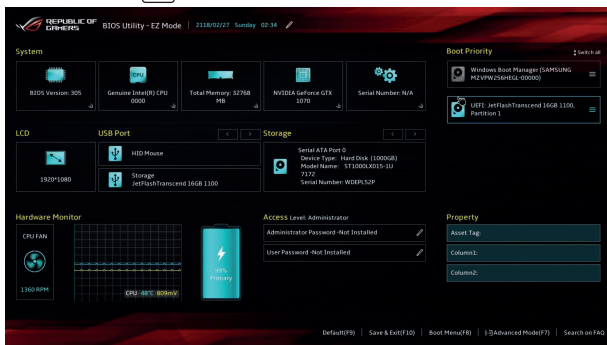 REPUBLIC OF
GAMERS
BIOS Utility - EZ Mode
2118/02/27 Sunday 02:34
System
BIOS Version: 305
CPU
Genuine Intel(R) CPU
0000
Total Memory: 32768
MB
NVIDIA GeForce GTX
1070
Serial Number: N/A
Boot Priority
Switch all
Windows Boot Manager (SAMSUNG
MZVPW256HEGL-00000)
UEFI: JetFlashTranscend 16GB 1100,
Partition 1
LCD
1920*1080
USB Port
HID Mouse
Storage
JetFlashTranscend 16GB 1100
Storage
Serial ATA Port 0
Device Type: Hard Disk (1000GB)
Model Name: ST1000LX015-1U
7172
Serial Number: WDEPLS2P
Hardware Monitor
CPU FAN
1360 RPM
CPU 48°C 809mV
99%
Primary
Access Level: Administrator
Administrator Password -Not Installed
User Password -Not Installed
Property
Asset Tag:
Column1:
Column2:
Default(F9)
Save & Exit(F10)
Boot Menu(F8)
Advanced Mode(F7)
Search on FAQ